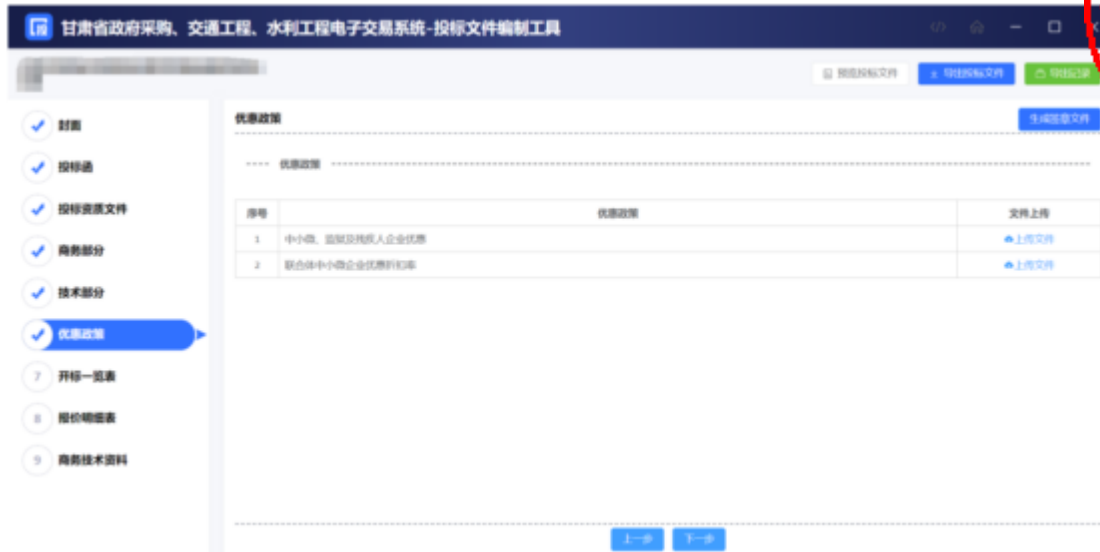 甘肃省政府采购、交通工程、水利工程电子交易系统-投标文件编制工具
预览投标文件
导出投标文件
导出记录
封面
投标函
投标资质文件
商务部分
技术部分
优惠政策
7 开标一览表
8 报价明细表
9 商务技术资料
优惠政策
生成签章文件
优惠政策
序号 优惠政策 文件上传
1 中小微、监狱及残疾人企业优惠 上传文件
2 联合体中小微企业优惠折扣率 上传文件
上一步 下一步